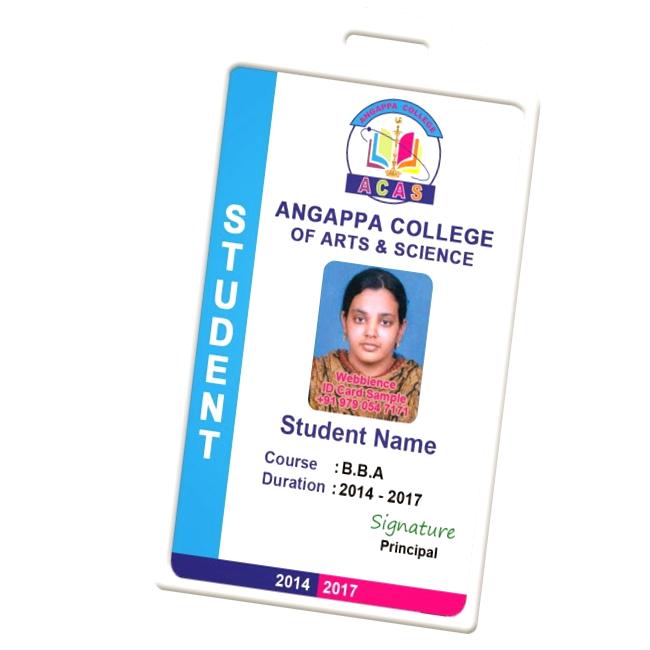 ANGAPPA COLLEGE
ACAS
ANGAPPA COLLEGE
OF ARTS & SCIENCE
STUDENT
Webblence
ID Card Sample
+91 979 054 7171
Student Name
Course : B.B.A
Duration : 2014 - 2017
Signature
Principal
2014 2017